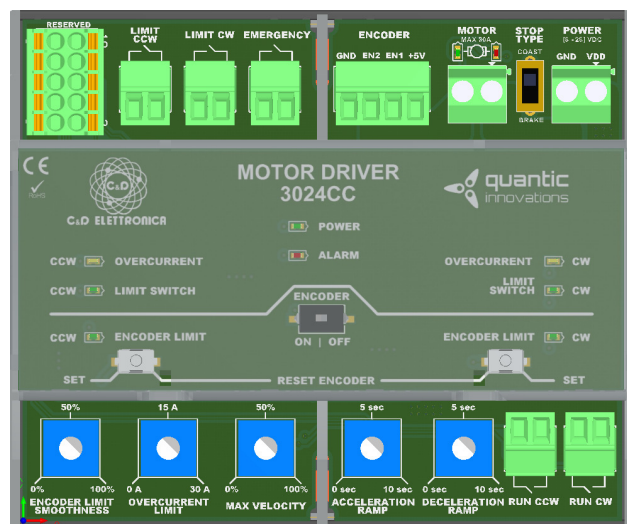 RESERVED
LIMIT CCW
LIMIT CW
EMERGENCY
ENCODER
GND EN2 EN1 +5V
MOTOR
MAX 30A
STOP TYPE
COAST
BRAKE
POWER
GND VDD
CE
RoHS
C&D
C&D ELETTRONICA
MOTOR DRIVER
3024CC
quantic
innovations
POWER
ALARM
CCW OVERCURRENT
OVERCURRENT CW
CCW LIMIT SWITCH
LIMIT
SWITCH CW
ENCODER
ON | OFF
CCW ENCODER LIMIT
ENCODER LIMIT CW
SET
RESET ENCODER
SET
50%
0% 100%
ENCODER LIMIT
SMOOTHNESS
15 A
0 A 30 A
OVERCURRENT
LIMIT
50%
0% 100%
MAX VELOCITY
5 sec
0 sec 10 sec
ACCELERATION
RAMP
5 sec
0 sec 10 sec
DECELERATION
RAMP
RUN CCW
RUN CW